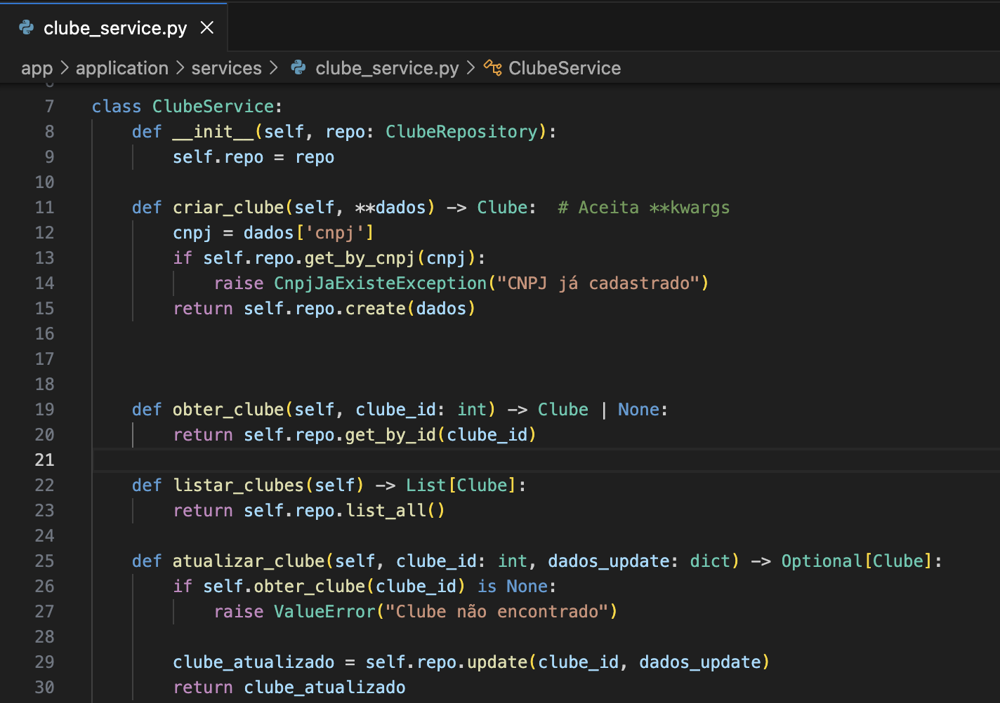 clube_service.py
app > application > services > clube_service.py > ClubeService
6
7 class ClubeService:
8 def __init__(self, repo: ClubeRepository):
9 self.repo = repo
10
11 def criar_clube(self, **dados) -> Clube:  # Aceita **kwargs
12 cnpj = dados['cnpj']
13 if self.repo.get_by_cnpj(cnpj):
14 raise CnpjJaExisteException("CNPJ já cadastrado")
15 return self.repo.create(dados)
16
17
18
19 def obter_clube(self, clube_id: int) -> Clube | None:
20 return self.repo.get_by_id(clube_id)
21
22 def listar_clubes(self) -> List[Clube]:
23 return self.repo.list_all()
24
25 def atualizar_clube(self, clube_id: int, dados_update: dict) -> Optional[Clube]:
26 if self.obter_clube(clube_id) is None:
27 raise ValueError("Clube não encontrado")
28
29 clube_atualizado = self.repo.update(clube_id, dados_update)
30 return clube_atualizado